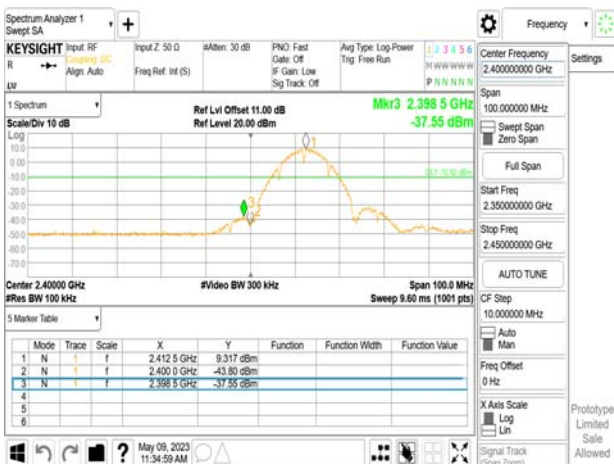 Spectrum Analyzer 1
Swept SA
+
Frequency
KEYSIGHT
R
Input: RF
Coupling: DC
Align: Auto
Input Z: 50 Ω
Freq Ref: Int (S)
#Atten: 30 dB
PNO: Fast
Gate: Off
IF Gain: Low
Sig Track: Off
Avg Type: Log-Power
Trig: Free Run
1 2 3 4 5 6
M W W W W W
P N N N N N
1 Spectrum
Scale/Div 10 dB
Ref Lvl Offset 11.00 dB
Ref Level 20.00 dBm
Mkr3 2.398 5 GHz
-37.55 dBm
Log
10.0
0.00
-10.0
-20.0
-30.0
-40.0
-50.0
-60.0
-70.0
1
2
3
Center 2.40000 GHz
#Res BW 100 kHz
#Video BW 300 kHz
Span 100.0 MHz
Sweep 9.60 ms (1001 pts)
5 Marker Table
Mode Trace Scale X Y Function Function Width Function Value
1 N 1 f 2.412 5 GHz 9.317 dBm
2 N 1 f 2.400 0 GHz -43.80 dBm
3 N 1 f 2.398 5 GHz -37.55 dBm
4
5
6
?
May 09, 2023
11:34:59 AM
Center Frequency
2.400000000 GHz
Span
100.000000 MHz
Swept Span
Zero Span
Full Span
Start Freq
2.350000000 GHz
Stop Freq
2.450000000 GHz
AUTO TUNE
CF Step
10.000000 MHz
Auto
Man
Freq Offset
0 Hz
X Axis Scale
Log
Lin
Signal Track
(Span Zoom)
Settings
Prototype
Limited
Sale
Allowed